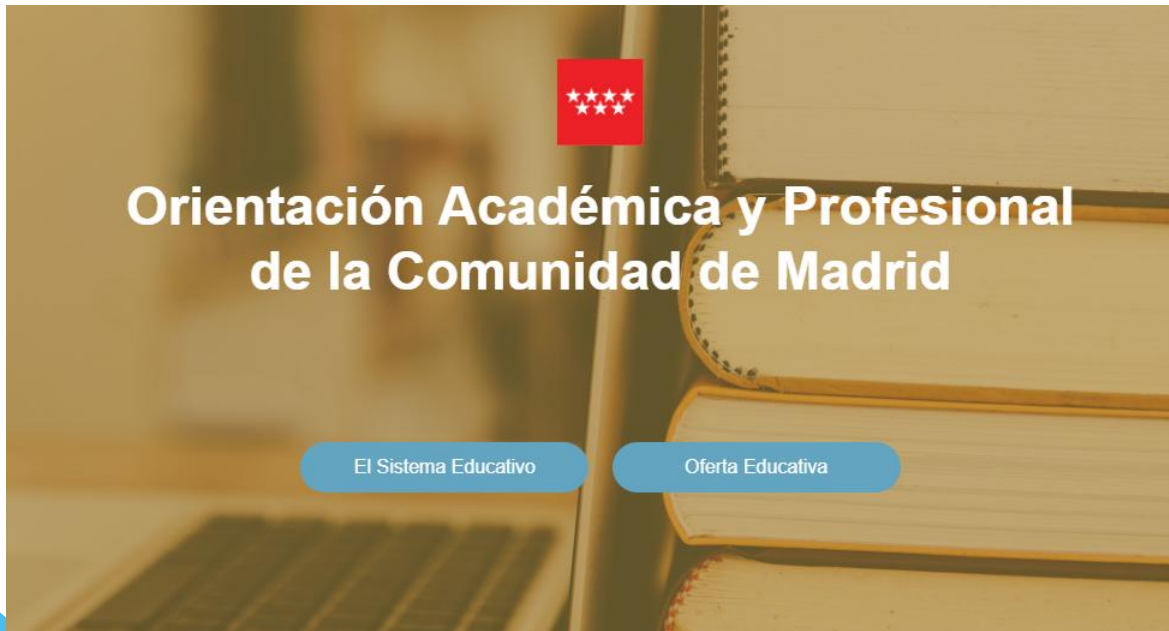 Orientación Académica y Profesional
de la Comunidad de Madrid
El Sistema Educativo
Oferta Educativa